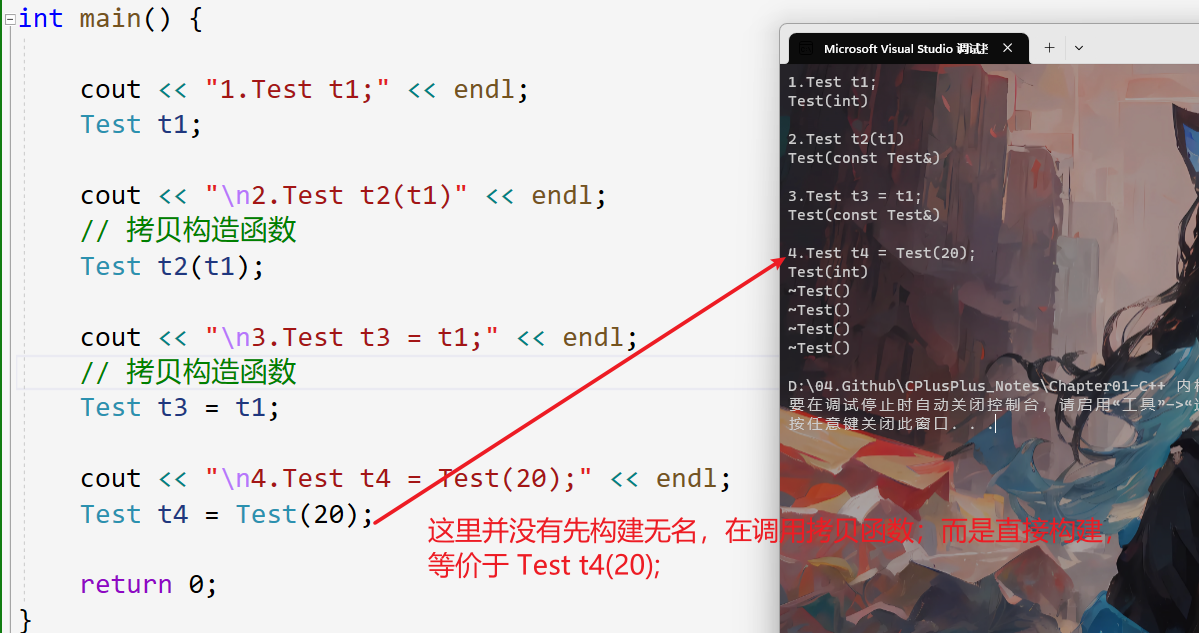 int main() {
cout << "1.Test t1;" << endl;
Test t1;
cout << "\n2.Test t2(t1)" << endl;
// 拷贝构造函数
Test t2(t1);
cout << "\n3.Test t3 = t1;" << endl;
// 拷贝构造函数
Test t3 = t1;
cout << "\n4.Test t4 = Test(20);" << endl;
Test t4 = Test(20);
return 0;
}
这里并没有先构建无名，在调用拷贝函数；而是直接构建，
等价于 Test t4(20);
Microsoft Visual Studio 调试
1.Test t1;
Test(int)
2.Test t2(t1)
Test(const Test&)
3.Test t3 = t1;
Test(const Test&)
4.Test t4 = Test(20);
Test(int)
~Test()
~Test()
~Test()
~Test()
D:\04.Github\CPlusPlus_Notes\Chapter01-C++ 内
要在调试停止时自动关闭控制台，请启用“工具”->“
按任意键关闭此窗口. . .